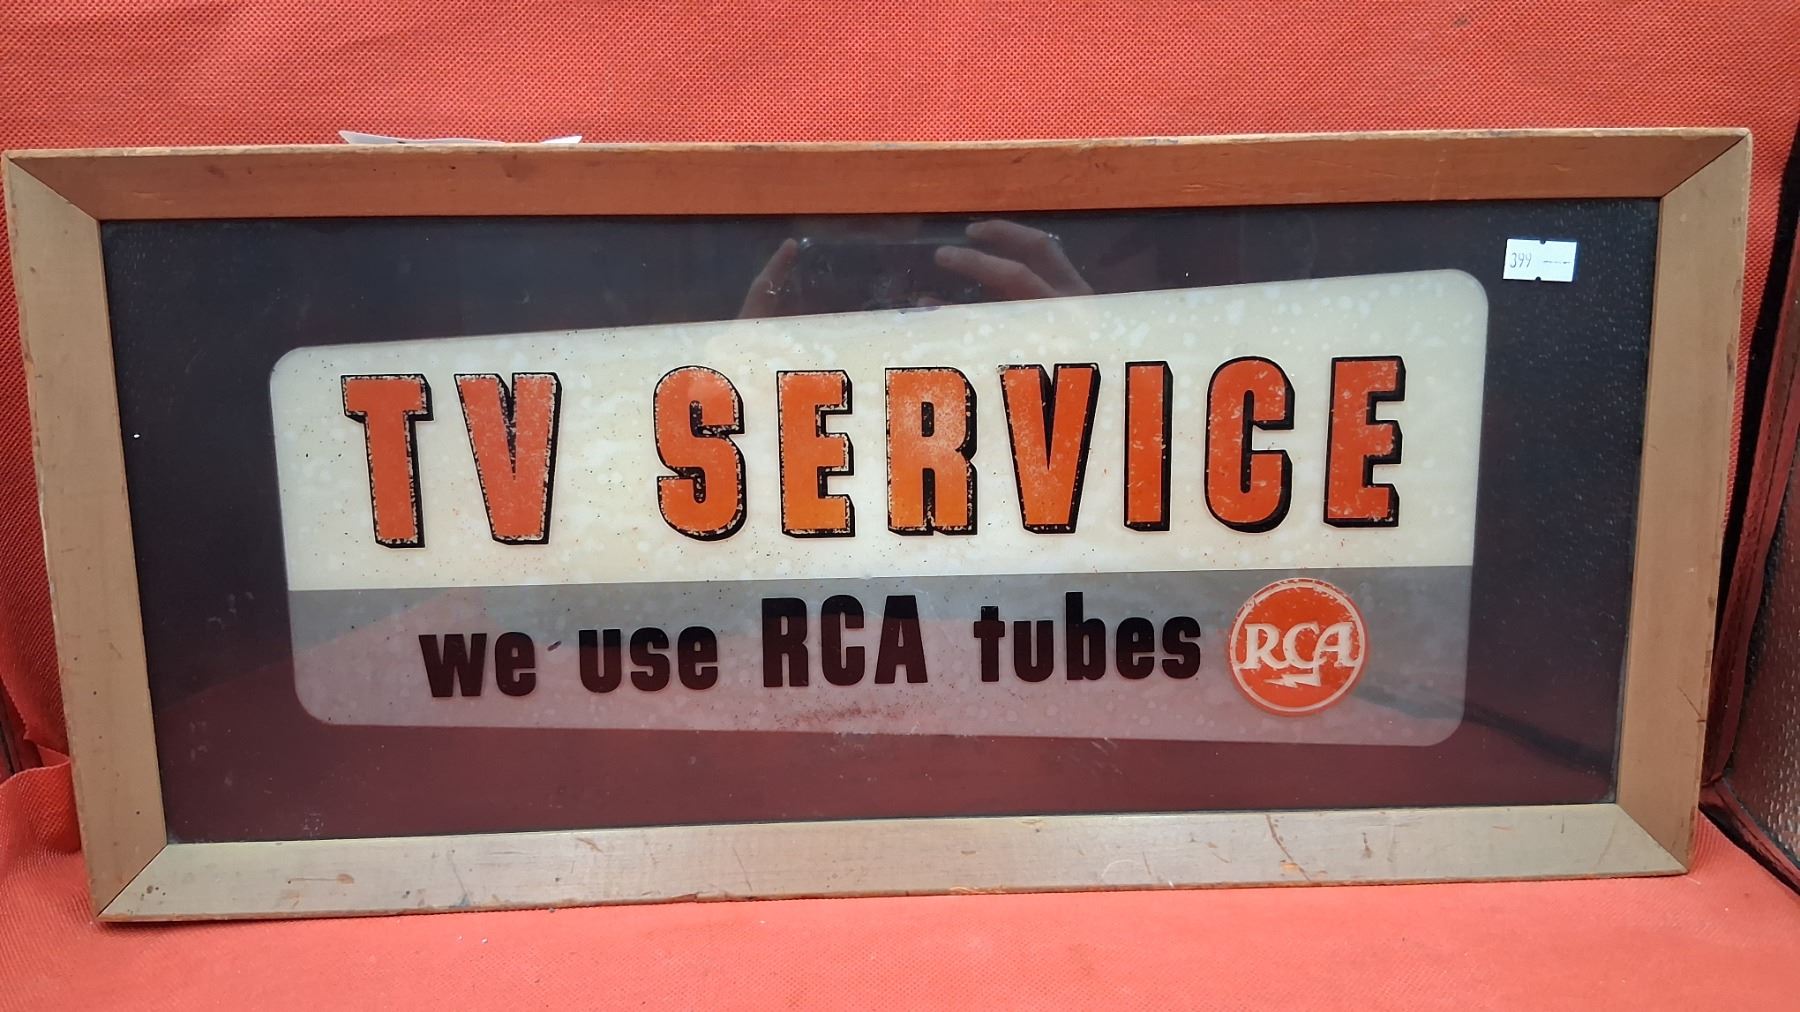 399
TV SERVICE
we use RCA tubes
RCA